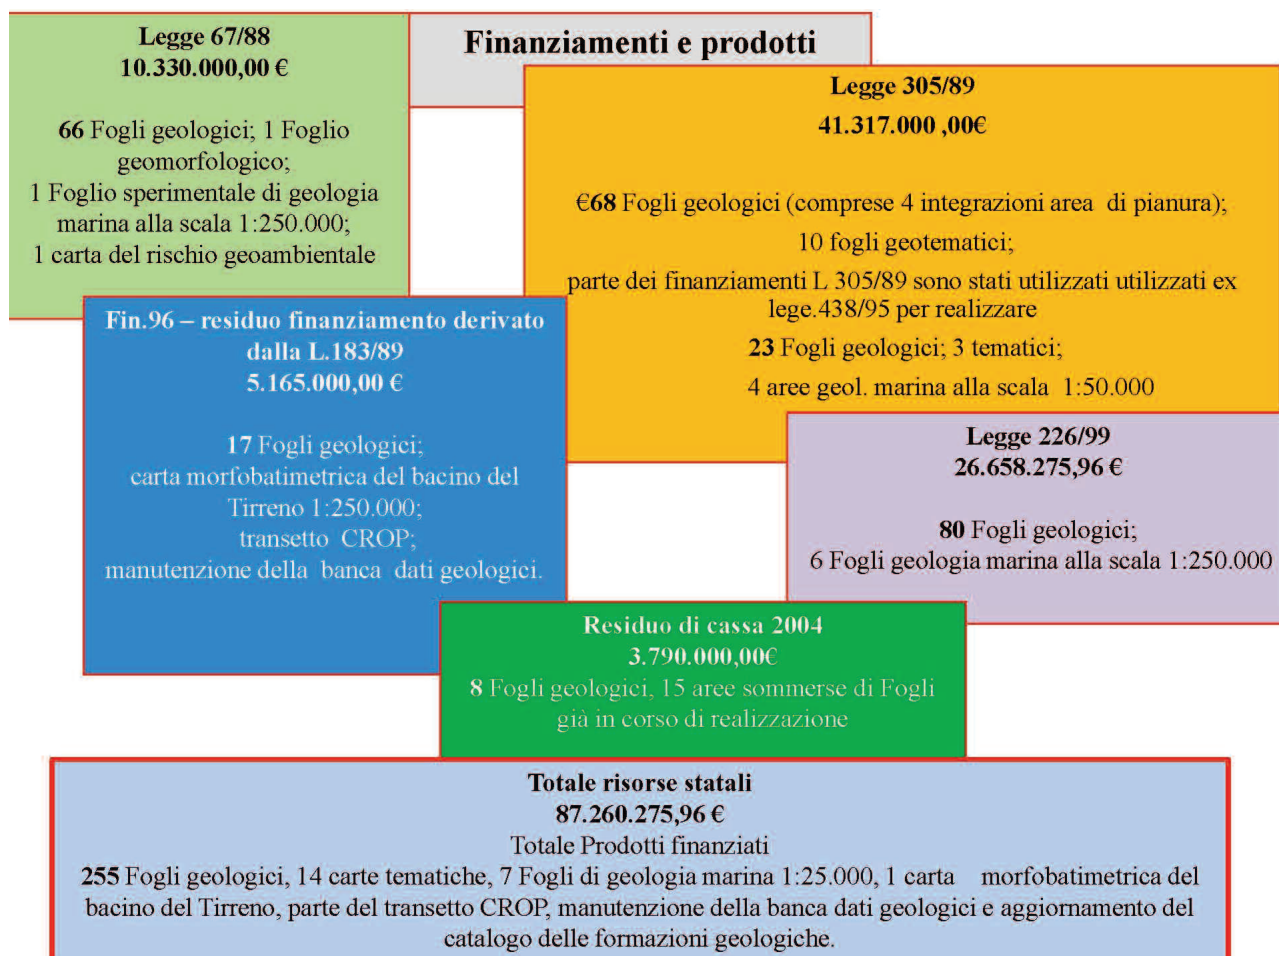 Finanziamenti e prodotti
Legge 67/88
10.330.000,00 €
66 Fogli geologici; 1 Foglio
geomorfologico;
1 Foglio sperimentale di geologia
marina alla scala 1:250.000;
1 carta del rischio geoambientale
Legge 305/89
41.317.000 ,00€
€68 Fogli geologici (comprese 4 integrazioni area di pianura);
10 fogli geotematici;
parte dei finanziamenti L 305/89 sono stati utilizzati utilizzati ex
lege.438/95 per realizzare
23 Fogli geologici; 3 tematici;
4 aree geol. marina alla scala 1:50.000
Fin.96 – residuo finanziamento derivato
dalla L.183/89
5.165.000,00 €
17 Fogli geologici;
carta morfobatimetrica del bacino del
Tirreno 1:250.000;
transetto CROP;
manutenzione della banca dati geologici.
Legge 226/99
26.658.275,96 €
80 Fogli geologici;
6 Fogli geologia marina alla scala 1:250.000
Residuo di cassa 2004
3.790.000,00€
8 Fogli geologici, 15 aree sommerse di Fogli
già in corso di realizzazione
Totale risorse statali
87.260.275,96 €
Totale Prodotti finanziati
255 Fogli geologici, 14 carte tematiche, 7 Fogli di geologia marina 1:25.000, 1 carta morfobatimetrica del
bacino del Tirreno, parte del transetto CROP, manutenzione della banca dati geologici e aggiornamento del
catalogo delle formazioni geologiche.